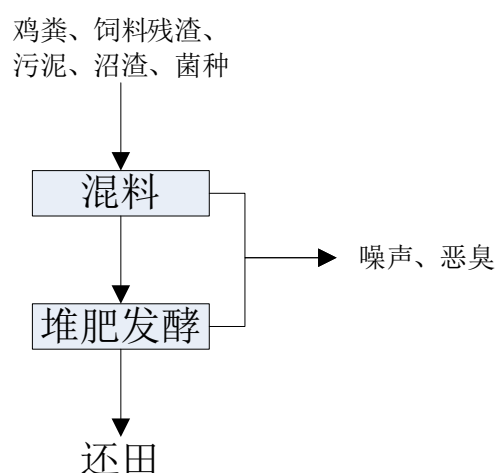 鸡粪、饲料残渣、
污泥、沼渣、菌种
混料
噪声、恶臭
堆肥发酵
还田